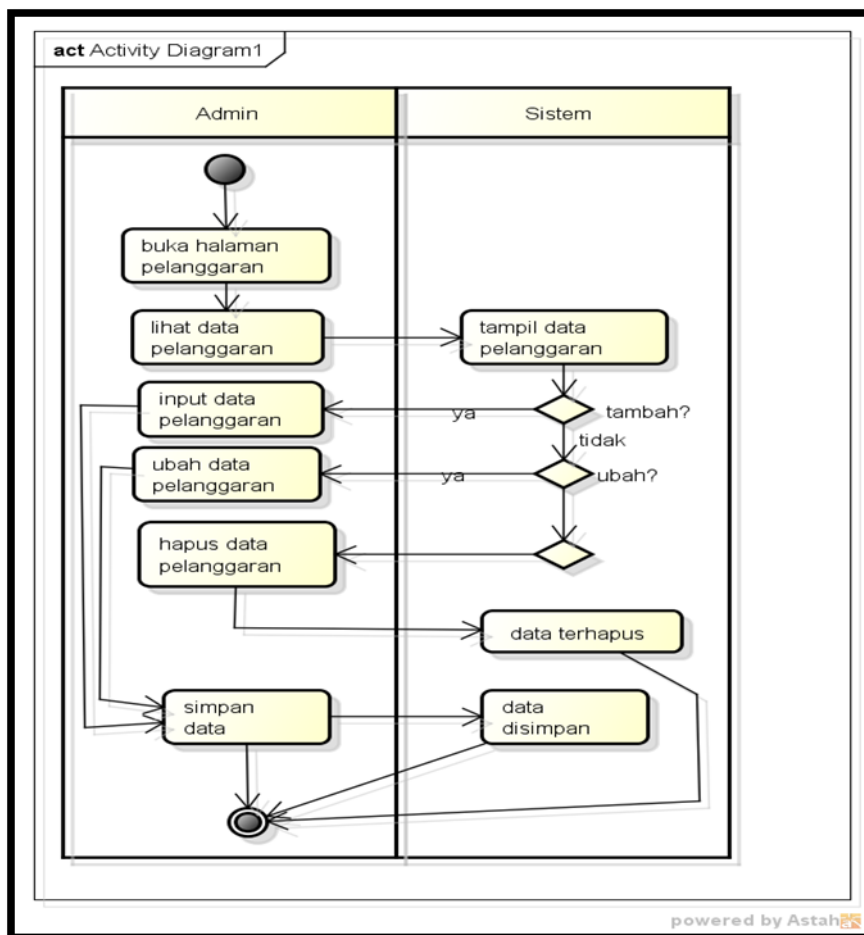 act Activity Diagram1
Admin
Sistem
buka halaman
pelanggaran
lihat data
pelanggaran
tampil data
pelanggaran
input data
pelanggaran
ya
tambah?
tidak
ubah data
pelanggaran
ya
ubah?
hapus data
pelanggaran
data terhapus
simpan
data
data
disimpan
powered by Astah